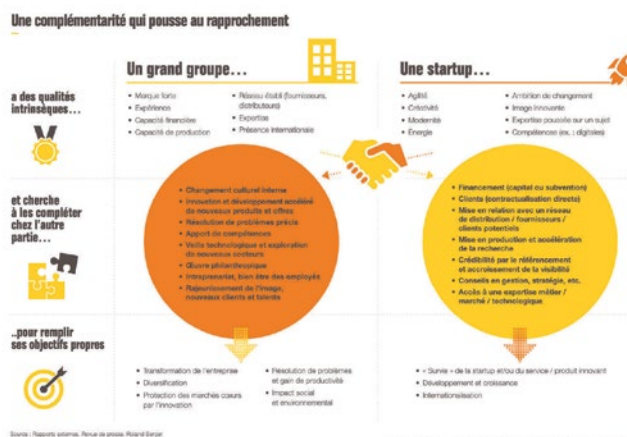 Une complémentarité qui pousse au rapprochement
Un grand groupe…
Une startup…
a des qualités
intrinsèques…
• Marque forte
• Expérience
• Capacité financière
• Capacité de production
• Réseau établi (fournisseurs,
distributeurs)
• Expertise
• Présence internationale
• Agilité
• Créativité
• Modernité
• Énergie
• Ambition de changement
• Image innovante
• Expertise poussée sur un sujet
• Compétences (ex. : digitales)
et cherche
à les compléter
chez l'autre
partie…
• Changement culturel interne
• Innovation et développement accéléré
de nouveaux produits et offres
• Résolution de problèmes précis
• Apport de compétences
• Veille technologique et exploration
de nouveaux secteurs
• Œuvre philanthropique
• Intraprenariat, bien être des employés
• Rajeunissement de l'image,
nouveaux clients et talents
• Financement (capital ou subvention)
• Clients (contractualisation directe)
• Mise en relation avec un réseau
de distribution / fournisseurs /
clients potentiels
• Mise en production et accélération
de la recherche
• Crédibilité par le référencement
et accroissement de la visibilité
• Conseils en gestion, stratégie, etc.
• Accès à une expertise métier /
marché / technologique
..pour remplir
ses objectifs propres
• Transformation de l'entreprise
• Diversification
• Protection des marchés cœurs
par l'innovation
• Résolution de problèmes
et gain de productivité
• Impact social
et environnemental
• « Survie » de la startup et/ou du service / produit innovant
• Développement et croissance
• Internationalisation
Source : Rapports externes, Revue de presse, Roland Berger